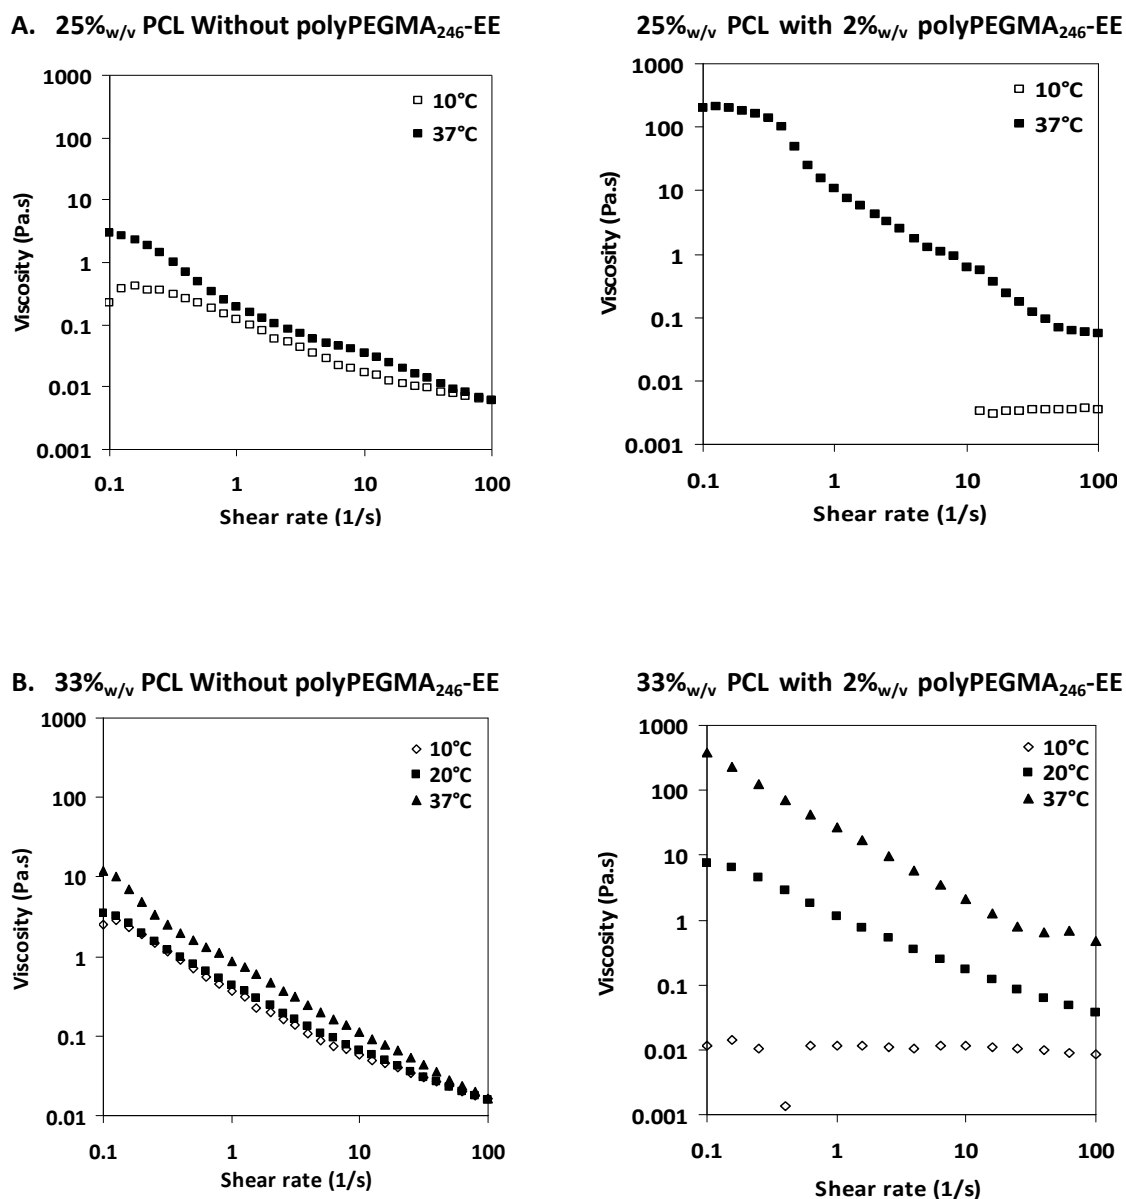 A. 25%w/v PCL Without polyPEGMA246-EE
1000
100
10
1
0.1
0.01
0.001
Viscosity (Pa.s)
10°C
37°C
0.1 1 10 100
Shear rate (1/s)
25%w/v PCL with 2%w/v polyPEGMA246-EE
1000
100
10
1
0.1
0.01
0.001
Viscosity (Pa.s)
10°C
37°C
0.1 1 10 100
Shear rate (1/s)
B. 33%w/v PCL Without polyPEGMA246-EE
1000
100
10
1
0.1
0.01
Viscosity (Pa.s)
10°C
20°C
37°C
0.1 1 10 100
Shear rate (1/s)
33%w/v PCL with 2%w/v polyPEGMA246-EE
1000
100
10
1
0.1
0.01
0.001
Viscosity (Pa.s)
10°C
20°C
37°C
0.1 1 10 100
Shear rate (1/s)